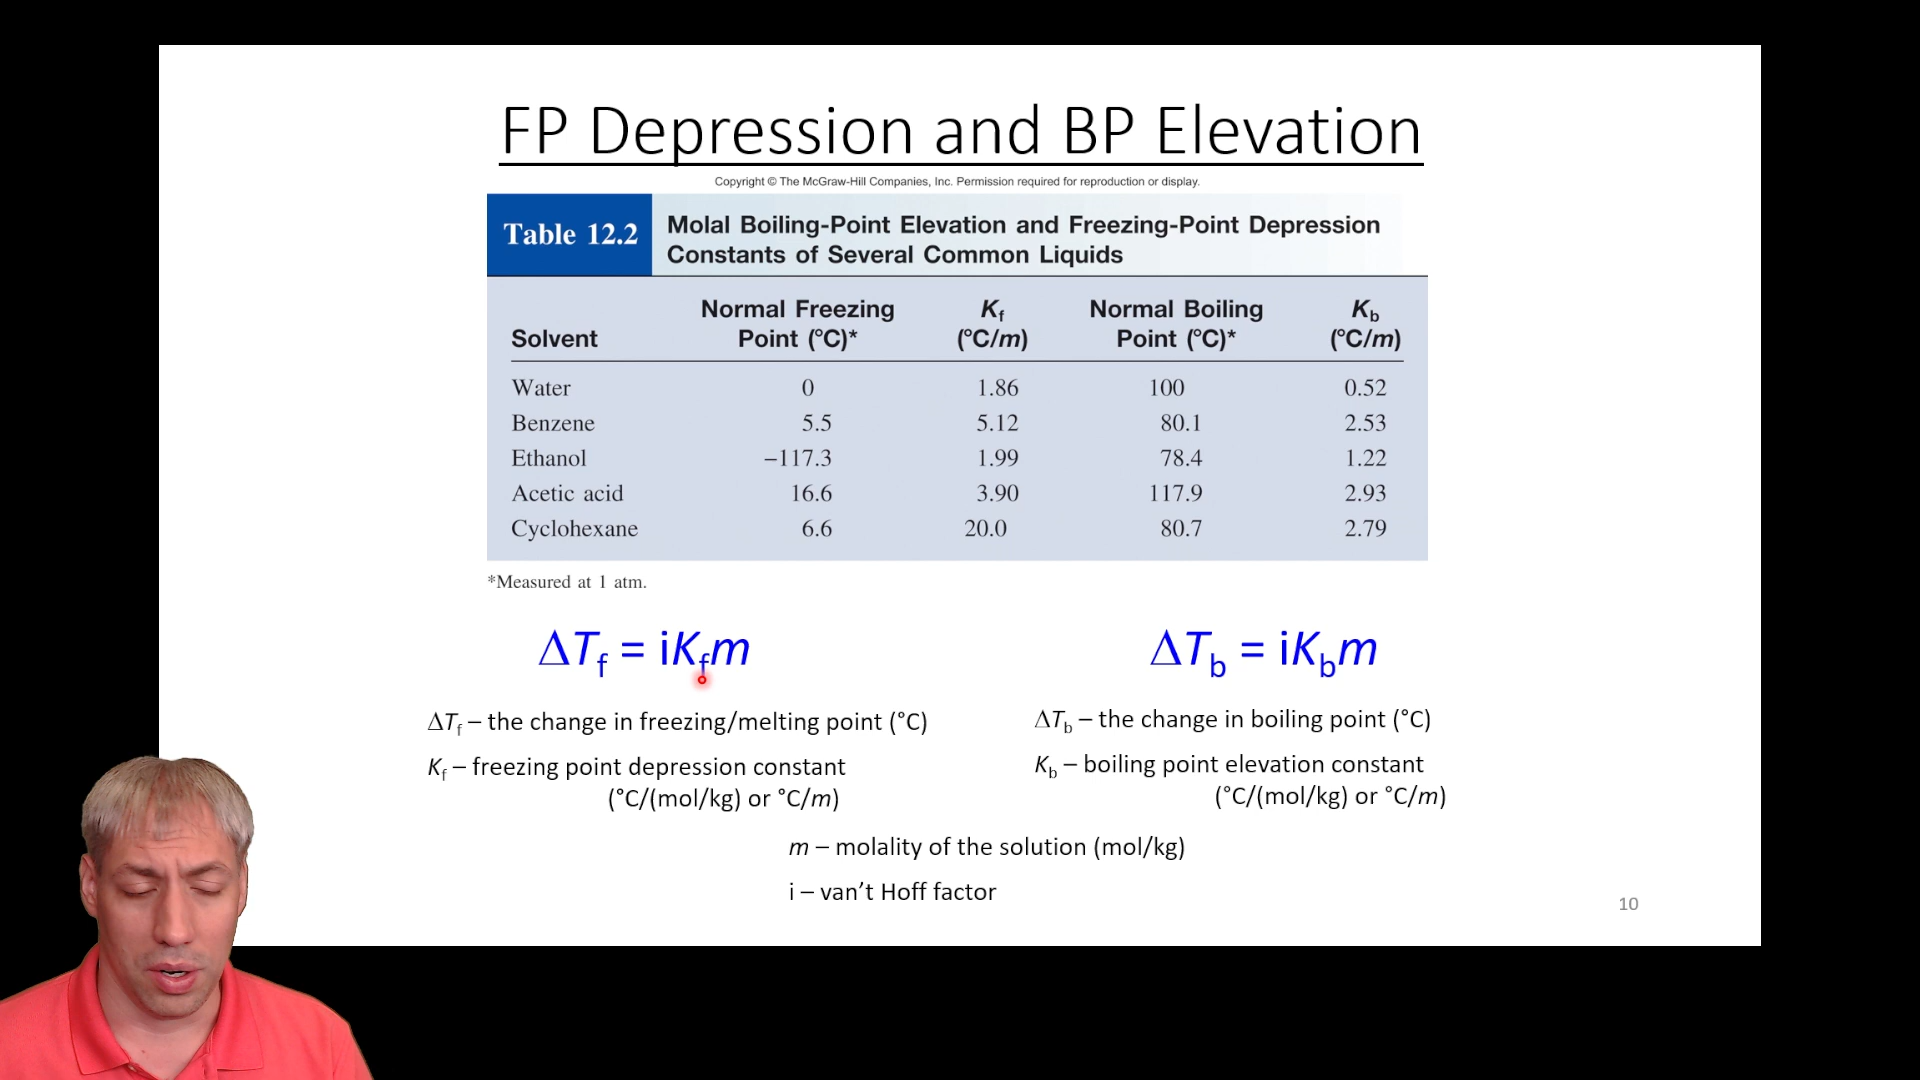 FP Depression and BP Elevation
Copyright © The McGraw-Hill Companies, Inc. Permission required for reproduction or display.
Table 12.2
Molal Boiling-Point Elevation and Freezing-Point Depression
Constants of Several Common Liquids
Solvent Normal Freezing Point (°C)* Kf (°C/m) Normal Boiling Point (°C)* Kb (°C/m)
Water 0 1.86 100 0.52
Benzene 5.5 5.12 80.1 2.53
Ethanol −117.3 1.99 78.4 1.22
Acetic acid 16.6 3.90 117.9 2.93
Cyclohexane 6.6 20.0 80.7 2.79
*Measured at 1 atm.
ΔTf = iKfm
ΔTf – the change in freezing/melting point (°C)
Kf – freezing point depression constant
(°C/(mol/kg) or °C/m)
ΔTb = iKbm
ΔTb – the change in boiling point (°C)
Kb – boiling point elevation constant
(°C/(mol/kg) or °C/m)
m – molality of the solution (mol/kg)
i – van’t Hoff factor
10